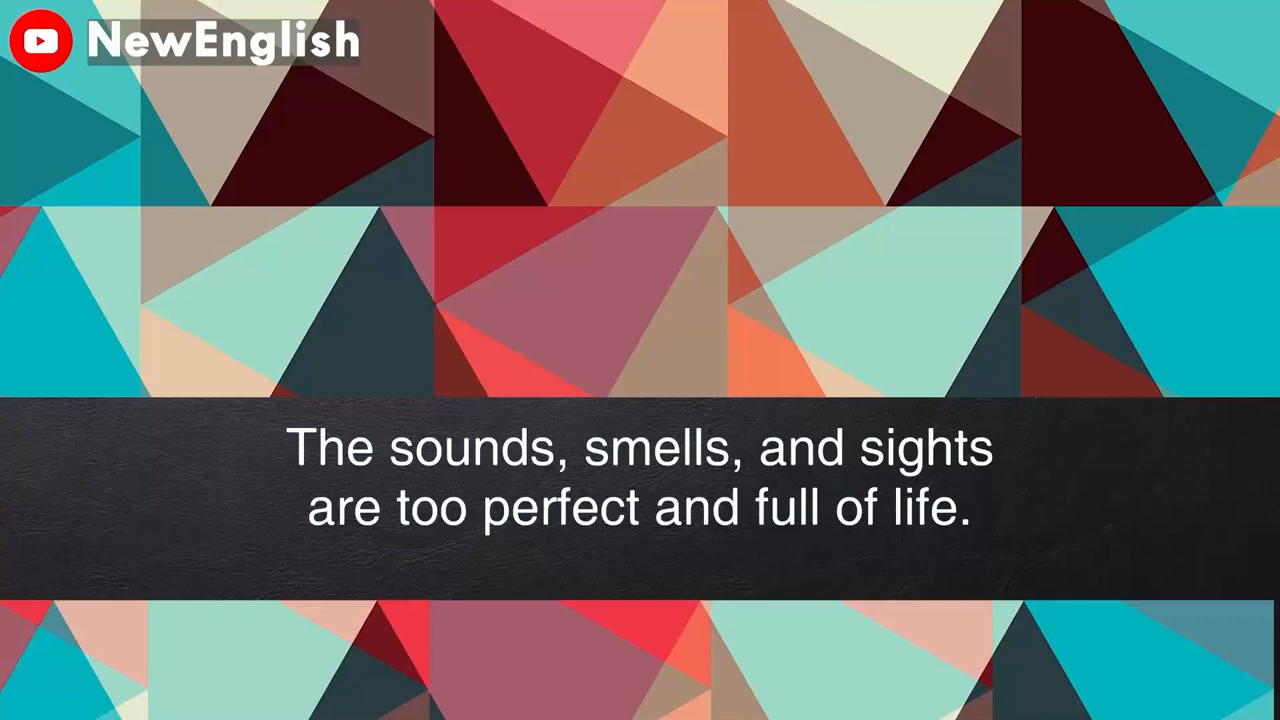 NewEnglish
The sounds, smells, and sights
are too perfect and full of life.